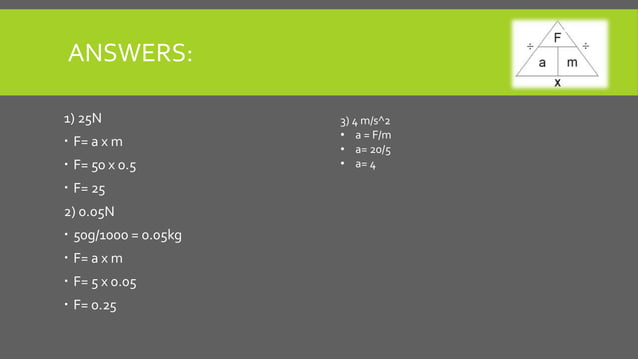 ANSWERS:
F
÷ ÷
a m
x
1) 25N
• F= a x m
• F= 50 x 0.5
• F= 25
2) 0.05N
• 50g/1000 = 0.05kg
• F= a x m
• F= 5 x 0.05
• F= 0.25
3) 4 m/s^2
• a = F/m
• a= 20/5
• a= 4